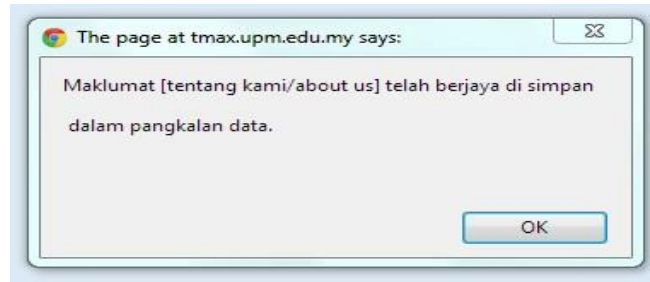 The page at tmax.upm.edu.my says:
Maklumat [tentang kami/about us] telah berjaya di simpan
dalam pangkalan data.
OK